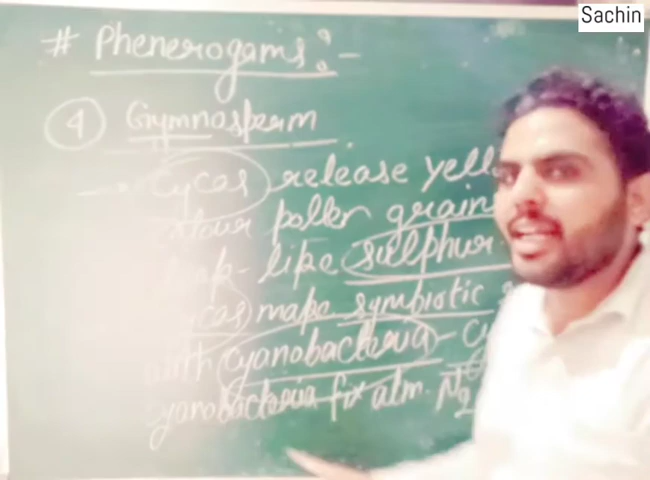 Sachin
# Phenerogams:-
4 Gymnosperm
Cycas release yell
colour pollen grain
- like sulphur
Cycas make symbiotic
with cyanobacteria -
cyanobacteria fix atm. N2